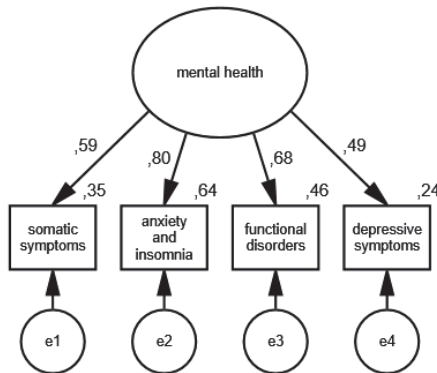 mental health
,59
,80
,68
,49
,35
,64
,46
,24
somatic
symptoms
anxiety
and
insomnia
functional
disorders
depressive
symptoms
e1
e2
e3
e4